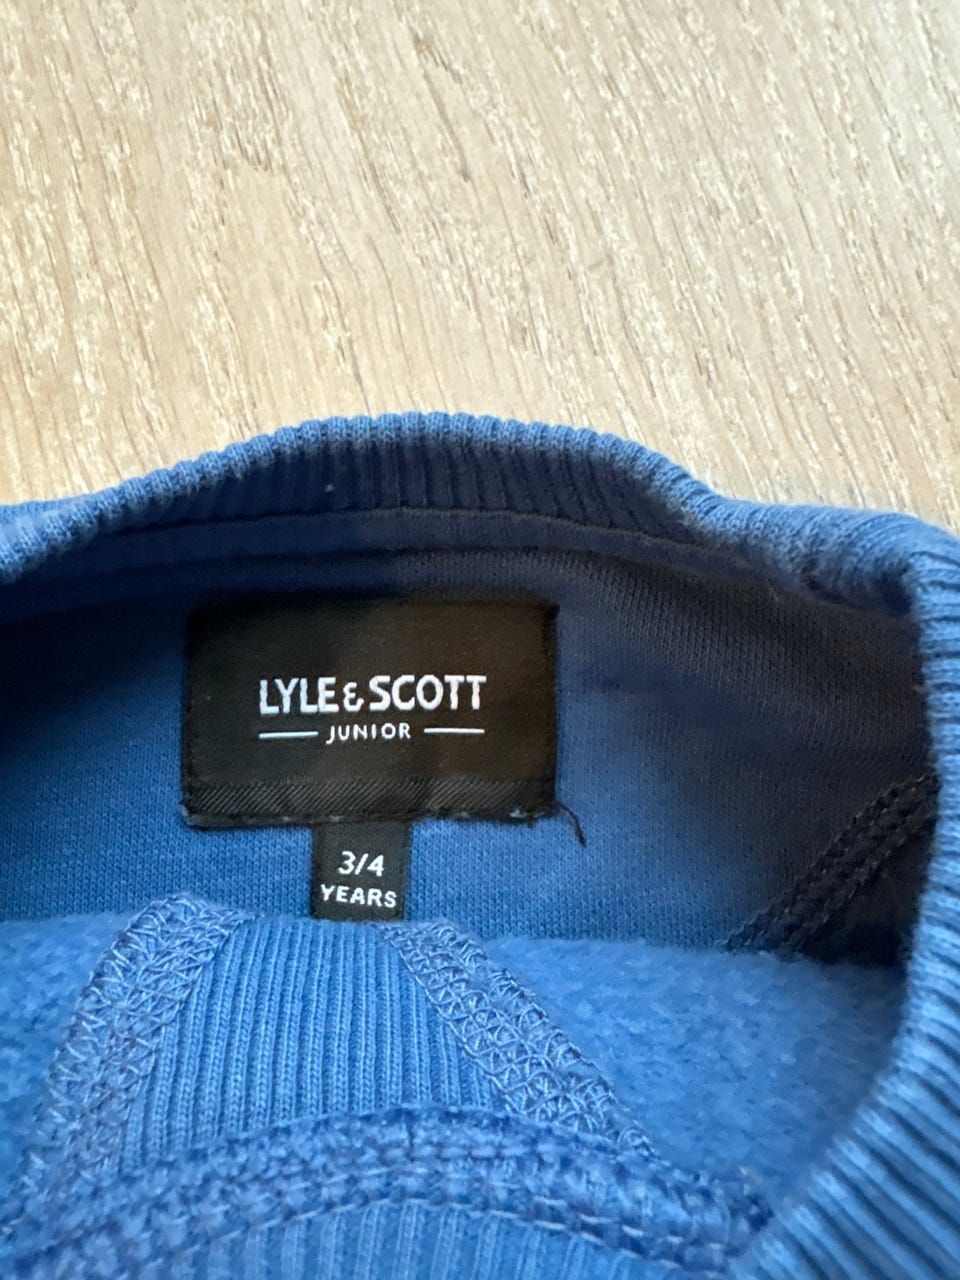 LYLE & SCOTT
JUNIOR
3/4
YEARS